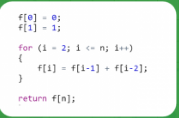 f[0] = 0;
f[1] = 1;
for (i = 2; i <= n; i++)
{
f[i] = f[i-1] + f[i-2];
}
return f[n];